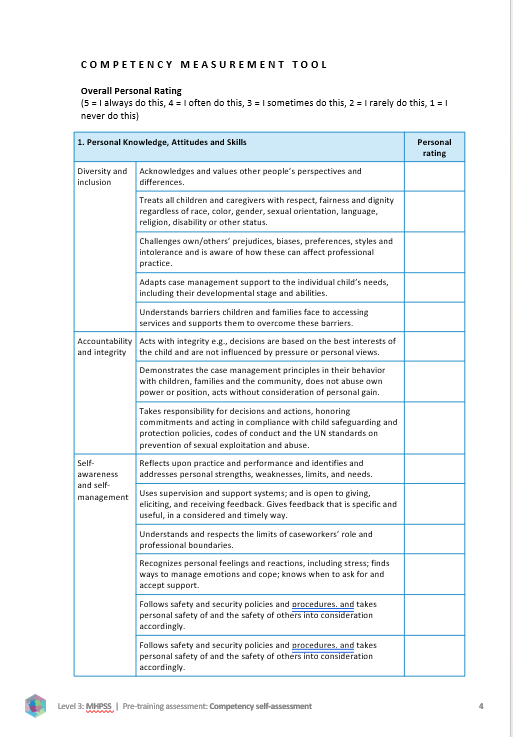 COMPETENCY MEASUREMENT TOOL
Overall Personal Rating
(5 = I always do this, 4 = I often do this, 3 = I sometimes do this, 2 = I rarely do this, 1 = I
never do this)
1. Personal Knowledge, Attitudes and Skills
Personal
rating
Diversity and
inclusion
Acknowledges and values other people's perspectives and
differences.
Treats all children and caregivers with respect, fairness and dignity
regardless of race, color, gender, sexual orientation, language,
religion, disability or other status.
Challenges own/others' prejudices, biases, preferences, styles and
intolerance and is aware of how these can affect professional
practice.
Adapts case management support to the individual child's needs,
including their developmental stage and abilities.
Understands barriers children and families face to accessing
services and supports them to overcome these barriers.
Accountability
and integrity
Acts with integrity e.g., decisions are based on the best interests of
the child and are not influenced by pressure or personal views.
Demonstrates the case management principles in their behavior
with children, families and the community, does not abuse own
power or position, acts without consideration of personal gain.
Takes responsibility for decisions and actions, honoring
commitments and acting in compliance with child safeguarding and
protection policies, codes of conduct and the UN standards on
prevention of sexual exploitation and abuse.
Self-
awareness
and self-
management
Reflects upon practice and performance and identifies and
addresses personal strengths, weaknesses, limits, and needs.
Uses supervision and support systems; and is open to giving,
eliciting, and receiving feedback. Gives feedback that is specific and
useful, in a considered and timely way.
Understands and respects the limits of caseworkers' role and
professional boundaries.
Recognizes personal feelings and reactions, including stress; finds
ways to manage emotions and cope; knows when to ask for and
accept support.
Follows safety and security policies and procedures, and takes
personal safety of and the safety of others into consideration
accordingly.
Follows safety and security policies and procedures, and takes
personal safety of and the safety of others into consideration
accordingly.
Level 3: MHPSS | Pre-training assessment: Competency self-assessment
4